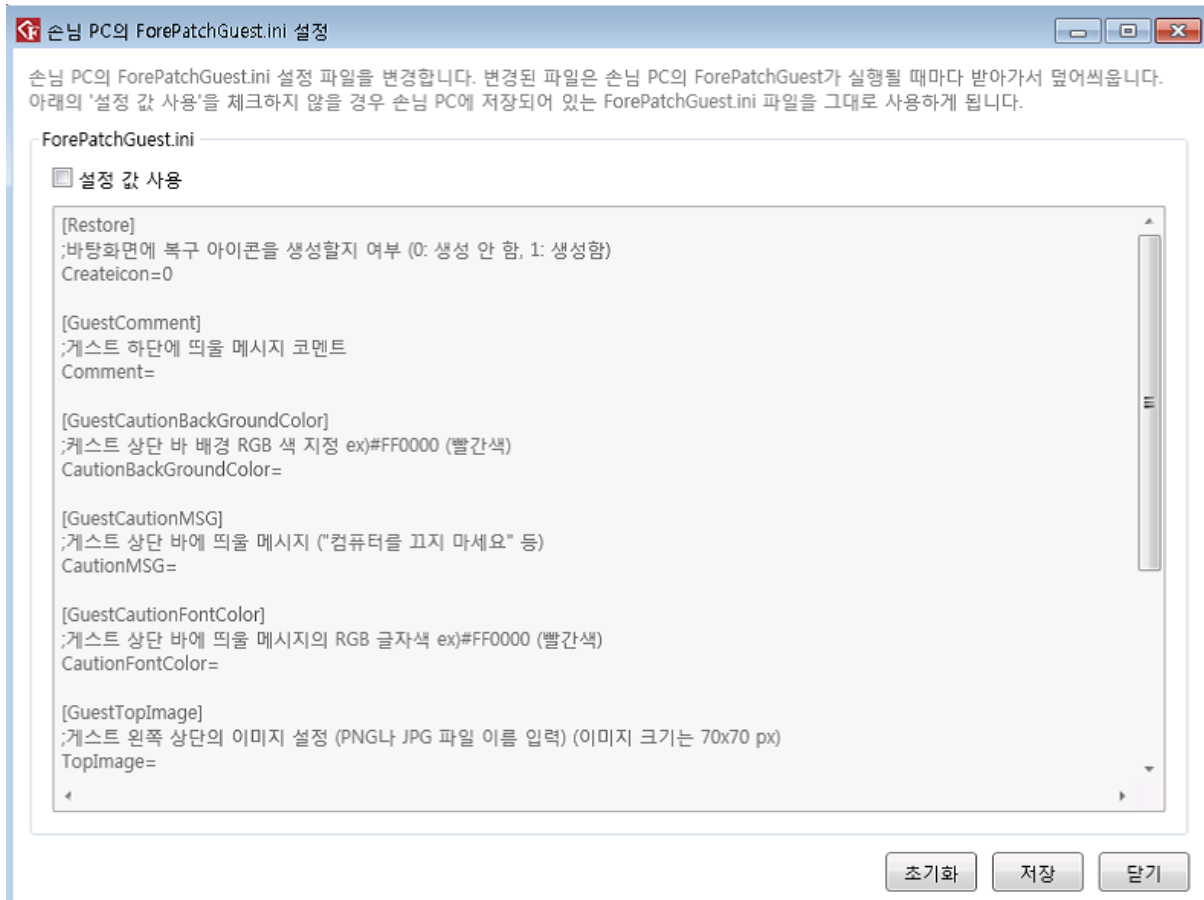 손님 PC의 ForePatchGuest.ini 설정
손님 PC의 ForePatchGuest.ini 설정 파일을 변경합니다. 변경된 파일은 손님 PC의 ForePatchGuest가 실행될 때마다 받아가서 덮어씌웁니다.
아래의 '설정 값 사용'을 체크하지 않을 경우 손님 PC에 저장되어 있는 ForePatchGuest.ini 파일을 그대로 사용하게 됩니다.
ForePatchGuest.ini
설정 값 사용
[Restore]
;바탕화면에 복구 아이콘을 생성할지 여부 (0: 생성 안 함, 1: 생성함)
Createicon=0
[GuestComment]
;게스트 하단에 띄울 메시지 코멘트
Comment=
[GuestCautionBackGroundColor]
;케스트 상단 바 배경 RGB 색 지정 ex)#FF0000 (빨간색)
CautionBackGroundColor=
[GuestCautionMSG]
;게스트 상단 바에 띄울 메시지 ("컴퓨터를 끄지 마세요" 등)
CautionMSG=
[GuestCautionFontColor]
;게스트 상단 바에 띄울 메시지의 RGB 글자색 ex)#FF0000 (빨간색)
CautionFontColor=
[GuestTopImage]
;게스트 왼쪽 상단의 이미지 설정 (PNG나 JPG 파일 이름 입력) (이미지 크기는 70x70 px)
TopImage=
초기화 저장 닫기